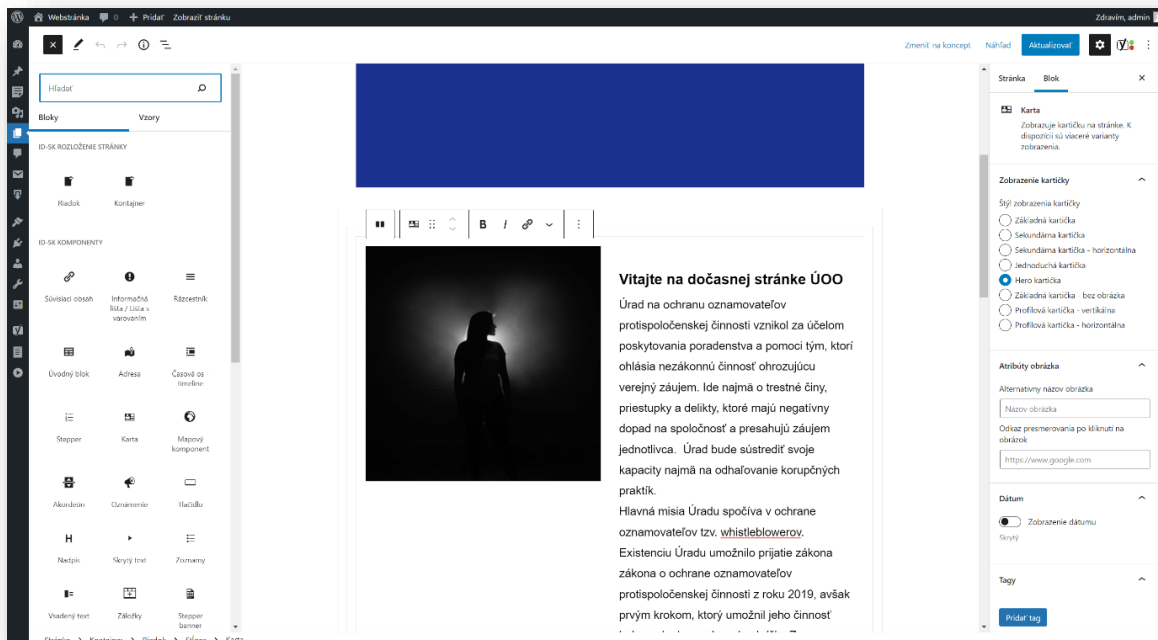 Webstránka 0 Pridať Zobraziť stránku
Zdravím, admin
Zmeniť na koncept Náhľad Aktualizovať
Hľadať
Bloky Vzory
ID-SK ROZLOŽENIE STRÁNKY
Riadok Kontajner
ID-SK KOMPONENTY
Súvisiaci obsah Informačná lišta / Lišta s varovaním Rázcestník
Úvodný blok Adresa Časová os - timeline
Stepper Karta Mapový komponent
Akordeón Oznámenie Tlačidlo
Nadpis Skrytý text Zoznamy
Vsadený text Záložky Stepper banner
B I
Vitajte na dočasnej stránke ÚOO
Úrad na ochranu oznamovateľov
protispoločenskej činnosti vznikol za účelom
poskytovania poradenstva a pomoci tým, ktorí
ohlásia nezákonnú činnosť ohrozujúcu
verejný záujem. Ide najmä o trestné činy,
priestupky a delikty, ktoré majú negatívny
dopad na spoločnosť a presahujú záujem
jednotlivca. Úrad bude sústrediť svoje
kapacity najmä na odhaľovanie korupčných
praktík.
Hlavná misia Úradu spočíva v ochrane
oznamovateľov tzv. whistleblowerov.
Existenciu Úradu umožnilo prijatie zákona
zákona o ochrane oznamovateľov
protispoločenskej činnosti z roku 2019, avšak
prvým krokom, ktorý umožnil jeho činnosť
Stránka Blok
Karta
Zobrazuje kartičku na stránke. K
dispozícii sú viaceré varianty
zobrazenia.
Zobrazenie kartičky
Štýl zobrazenia kartičky
Základná kartička
Sekundárna kartička
Sekundárna kartička - horizontálna
Jednoduchá kartička
Hero kartička
Základná kartička - bez obrázka
Profilová kartička - vertikálna
Profilová kartička - horizontálna
Atribúty obrázka
Alternatívny názov obrázka
Názov obrázka
Odkaz presmerovania po kliknutí na
obrázok
https://www.google.com
Dátum
Zobrazenie dátumu
Skrytý
Tagy
Pridať tag